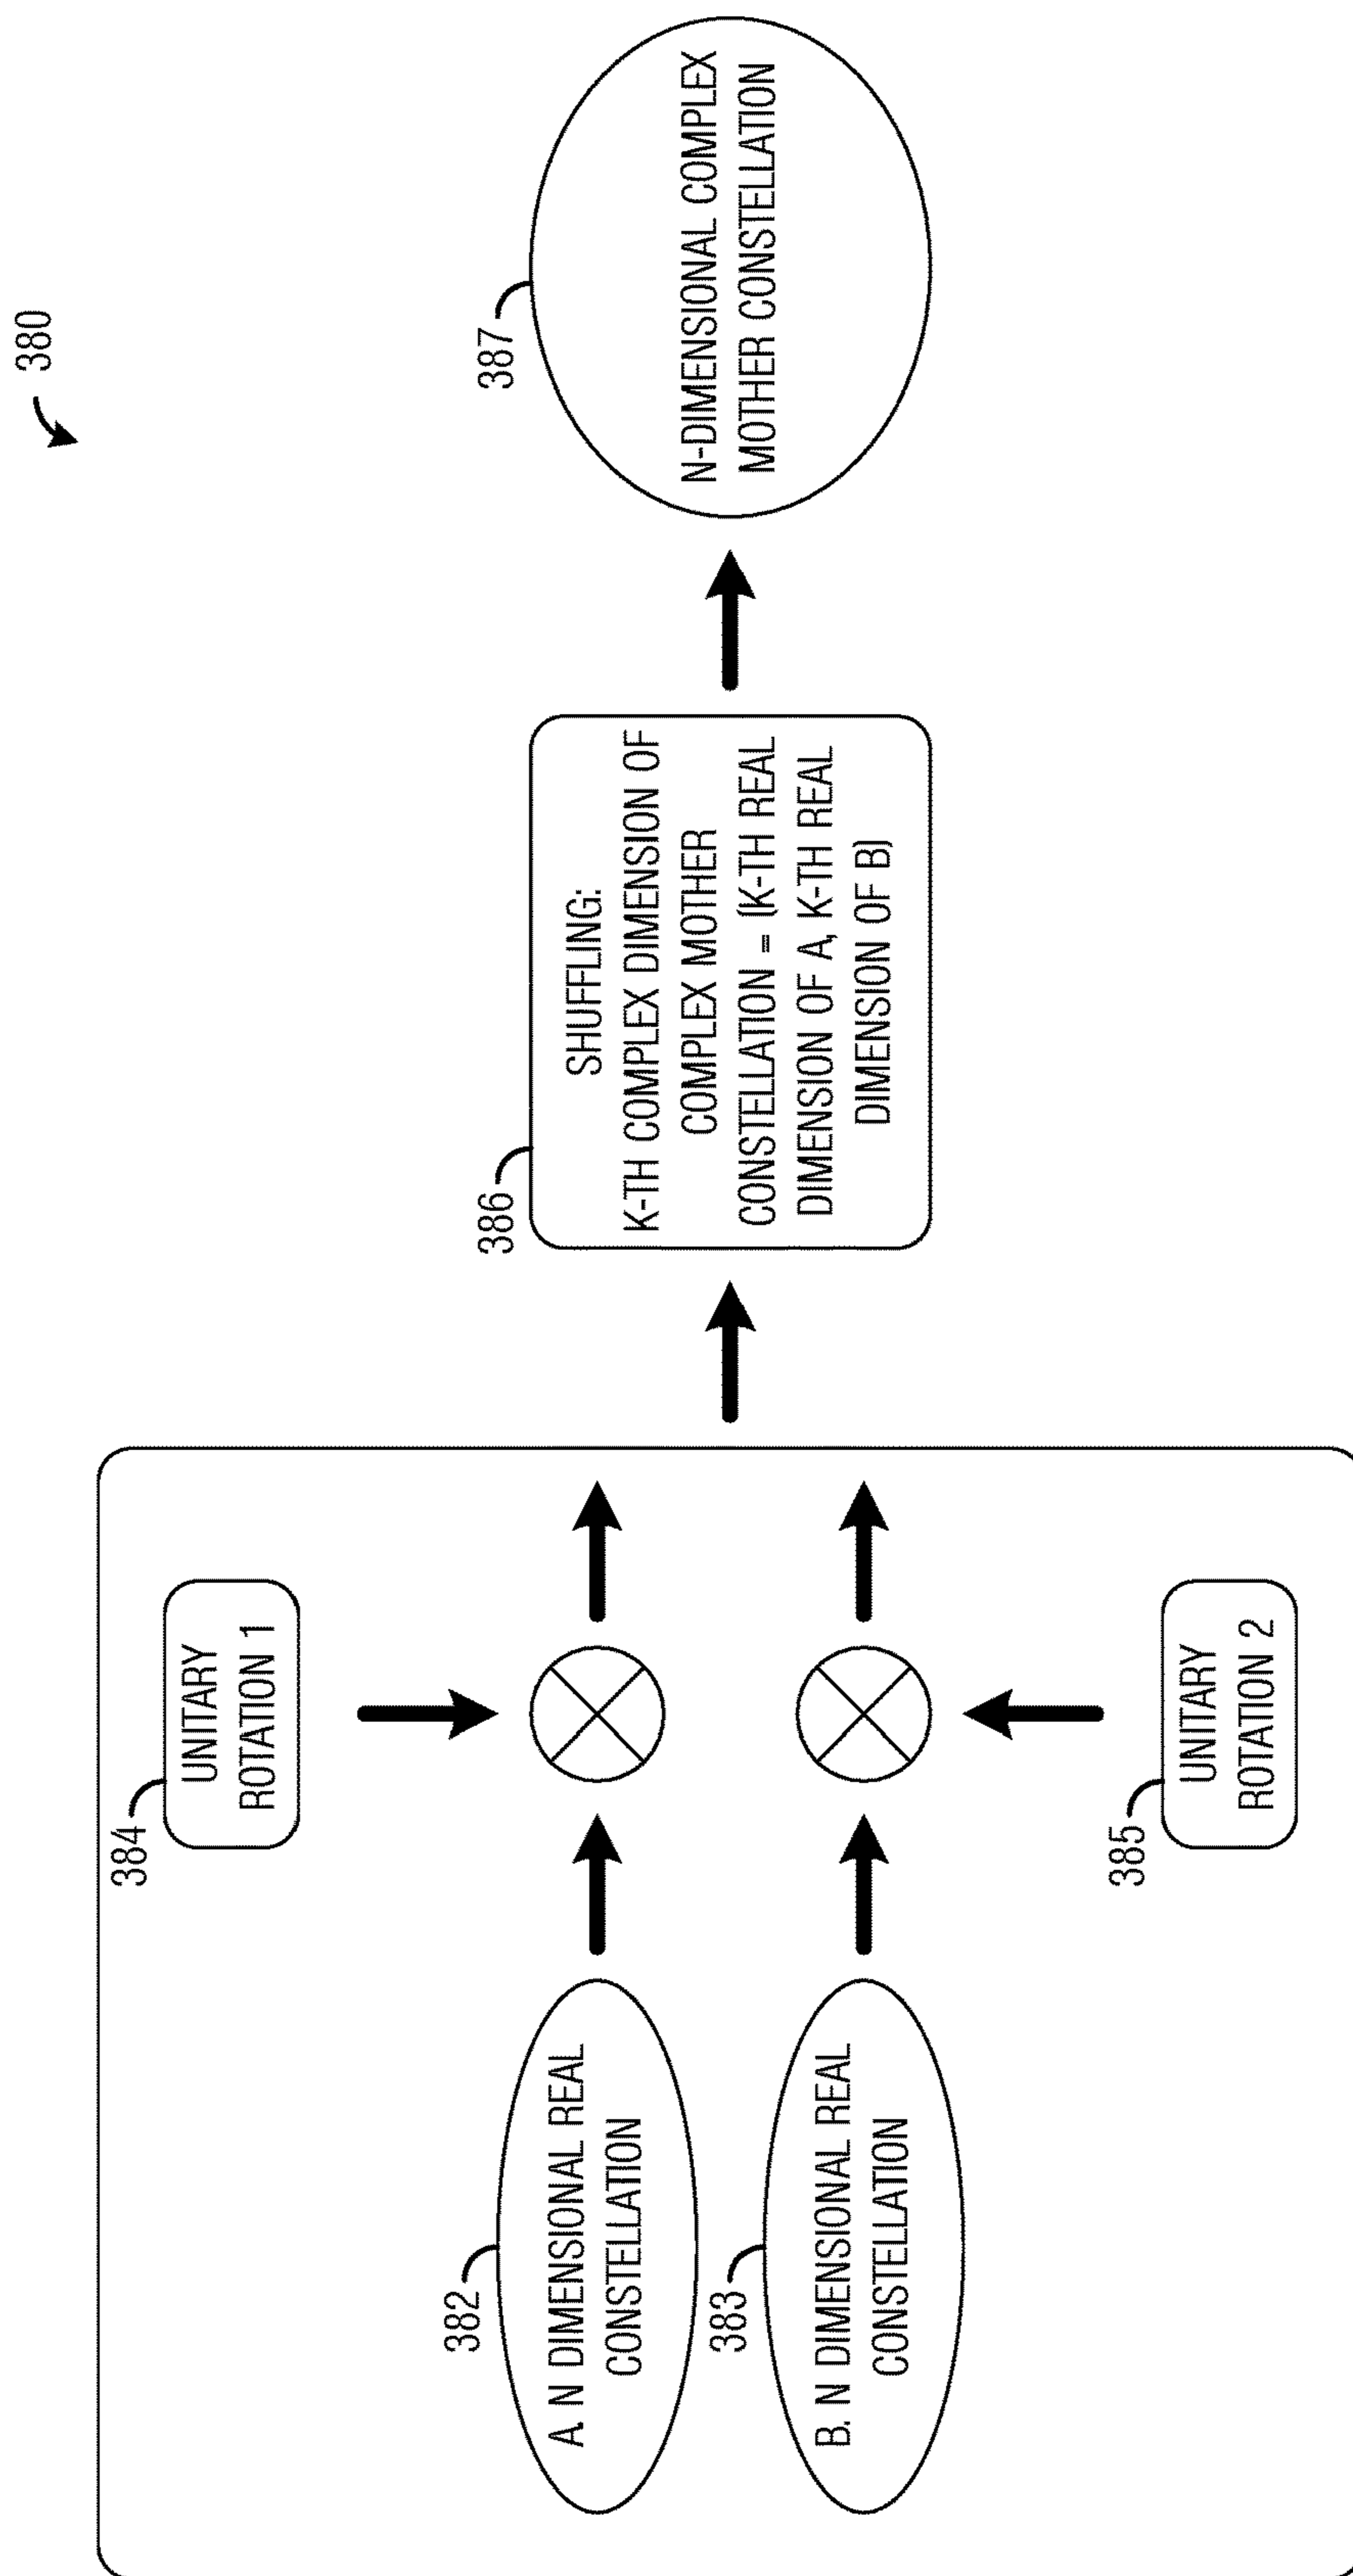 380
384
UNITARY
ROTATION 1
382
A. N DIMENSIONAL REAL
CONSTELLATION
383
B. N DIMENSIONAL REAL
CONSTELLATION
385
UNITARY
ROTATION 2
386
SHUFFLING:
K-TH COMPLEX DIMENSION OF
COMPLEX MOTHER
CONSTELLATION = (K-TH REAL
DIMENSION OF A, K-TH REAL
DIMENSION OF B)
387
N-DIMENSIONAL COMPLEX
MOTHER CONSTELLATION